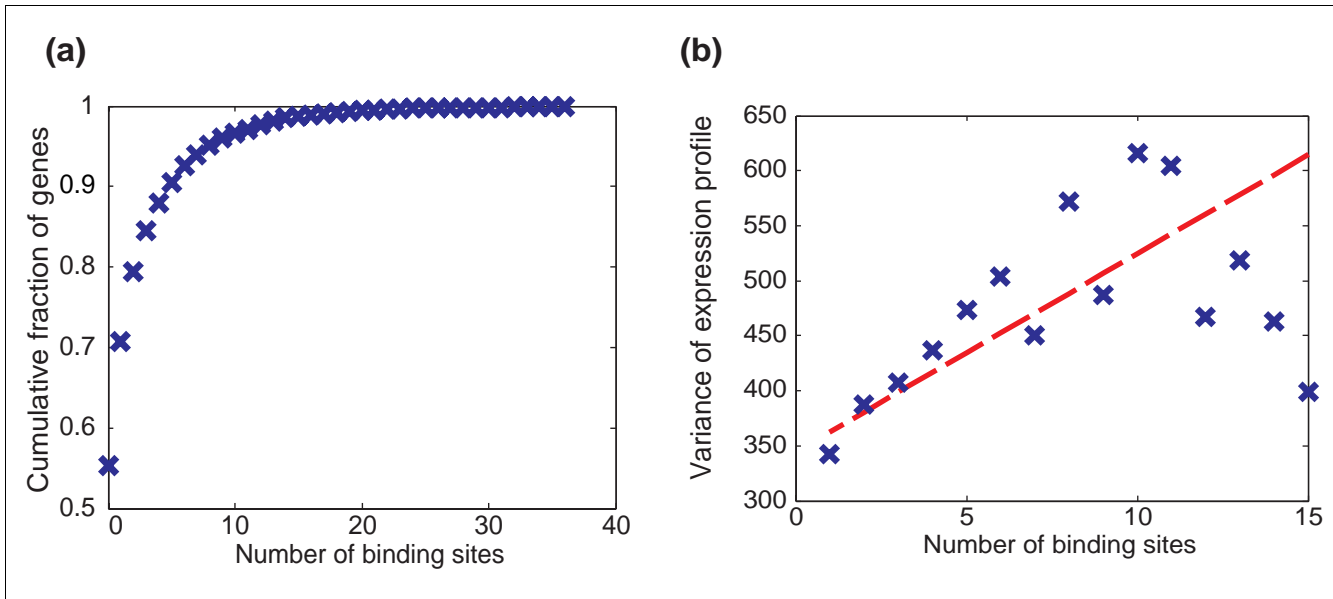 (a)
Cumulative fraction of genes
1
0.9
0.8
0.7
0.6
0.5
0 10 20 30 40
Number of binding sites
(b)
Variance of expression profile
650
600
550
500
450
400
350
300
0 5 10 15
Number of binding sites